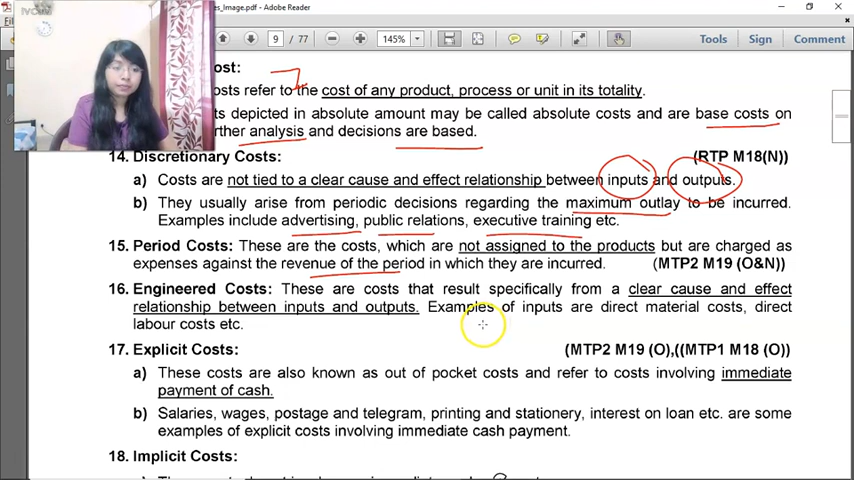 es_Image.pdf - Adobe Reader
9 / 77
145%
Tools
Sign
Comment
ost:
osts refer to the cost of any product, process or unit in its totality.
ts depicted in absolute amount may be called absolute costs and are base costs on
rther analysis and decisions are based.
14. Discretionary Costs: (RTP M18(N))
a) Costs are not tied to a clear cause and effect relationship between inputs and outputs.
b) They usually arise from periodic decisions regarding the maximum outlay to be incurred.
Examples include advertising, public relations, executive training etc.
15. Period Costs: These are the costs, which are not assigned to the products but are charged as
expenses against the revenue of the period in which they are incurred. (MTP2 M19 (O&N))
16. Engineered Costs: These are costs that result specifically from a clear cause and effect
relationship between inputs and outputs. Examples of inputs are direct material costs, direct
labour costs etc.
17. Explicit Costs: (MTP2 M19 (O),((MTP1 M18 (O))
a) These costs are also known as out of pocket costs and refer to costs involving immediate
payment of cash.
b) Salaries, wages, postage and telegram, printing and stationery, interest on loan etc. are some
examples of explicit costs involving immediate cash payment.
18. Implicit Costs: